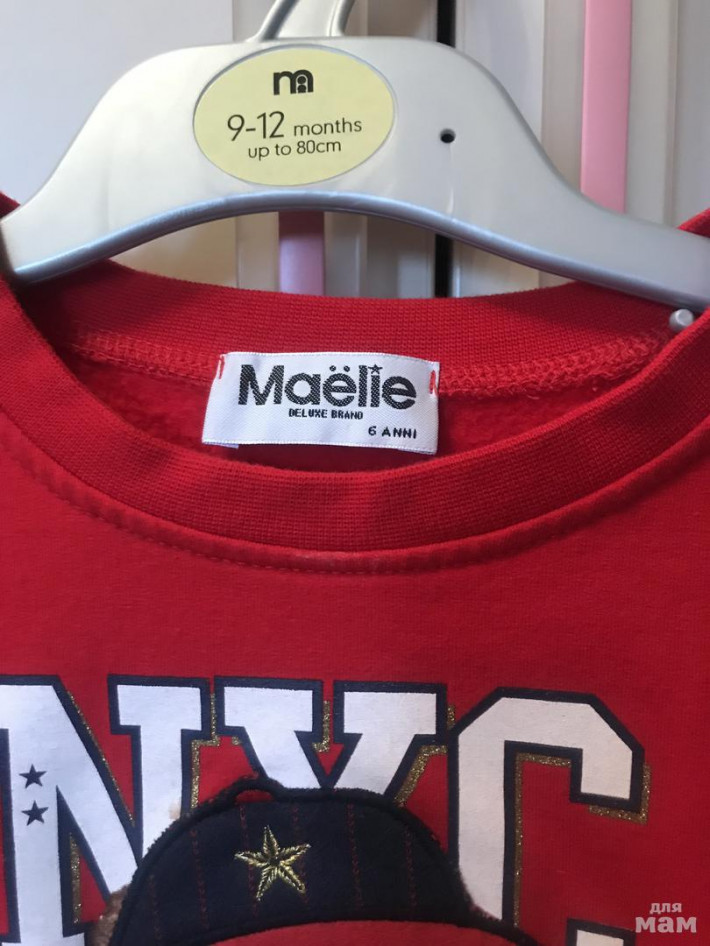 m
9-12 months
up to 80cm
Maëlie
DELUXE BRAND
6 ANNI
NYC
для
мам